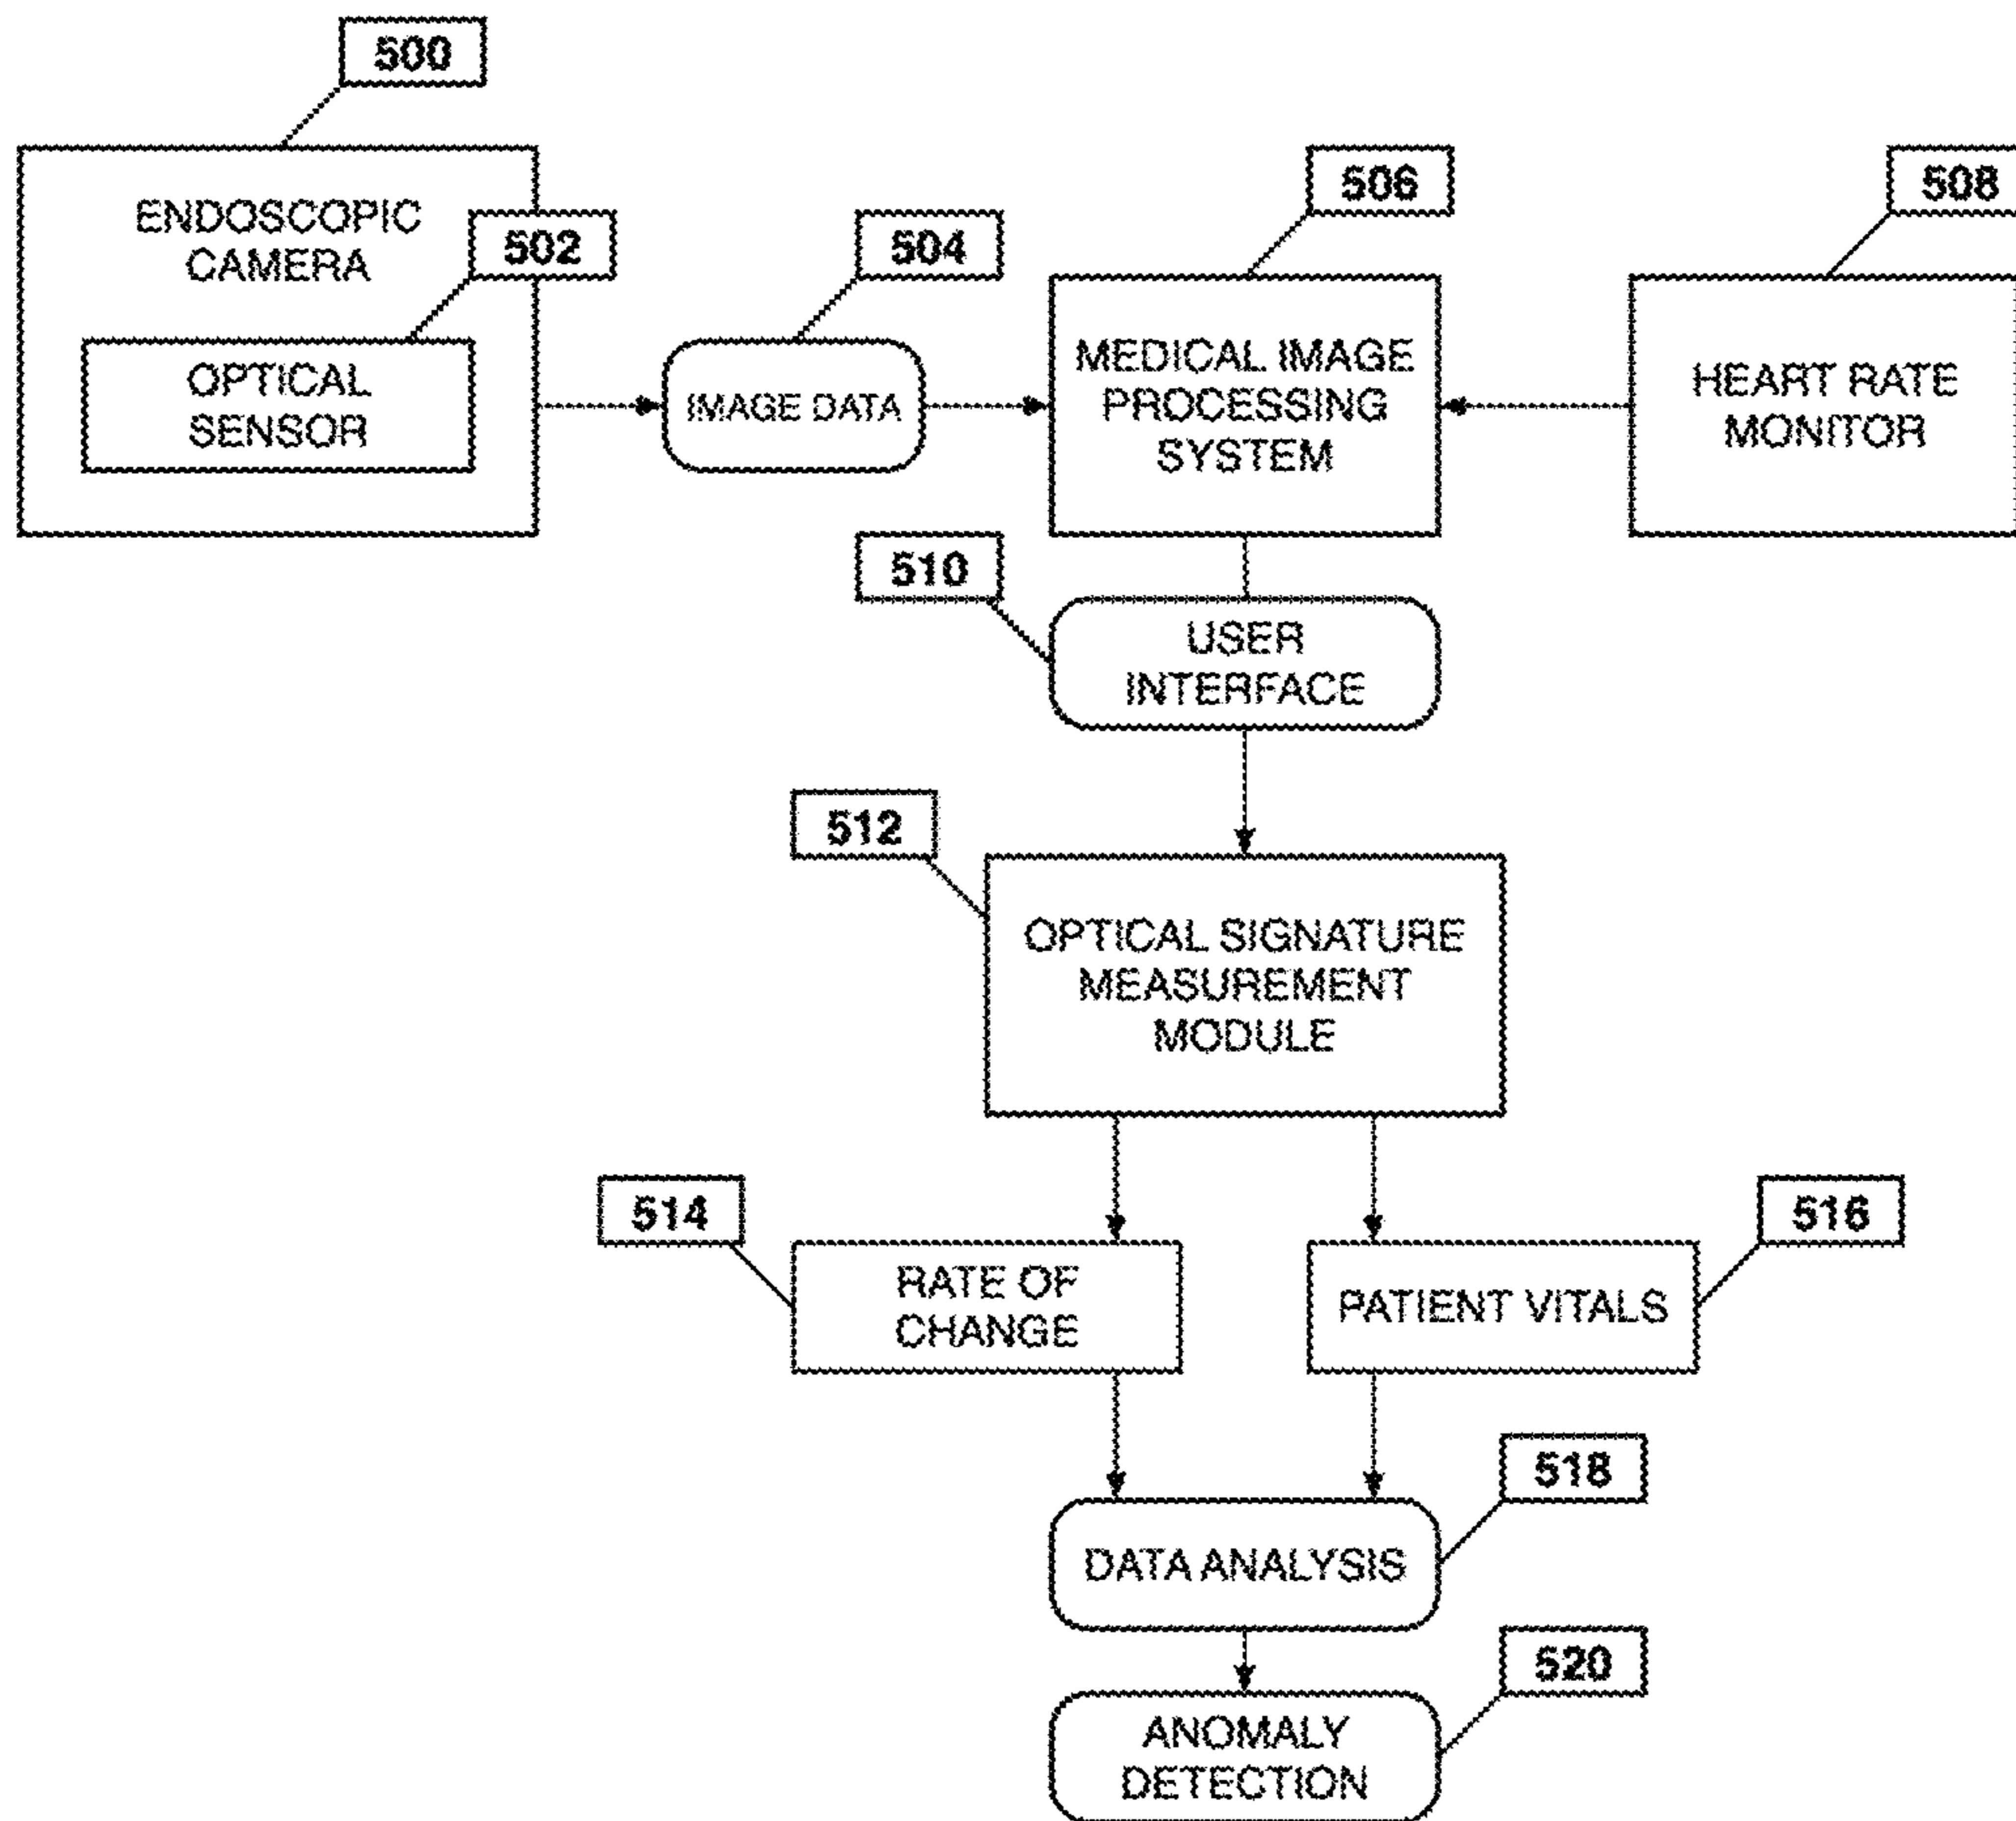 500
506
508
ENDOSCOPIC
CAMERA
502
504
OPTICAL
SENSOR
IMAGE DATA
MEDICAL IMAGE
PROCESSING
SYSTEM
HEART RATE
MONITOR
510
USER
INTERFACE
512
OPTICAL SIGNATURE
MEASUREMENT
MODULE
514
516
RATE OF
CHANGE
PATIENT VITALS
518
DATA ANALYSIS
520
ANOMALY
DETECTION